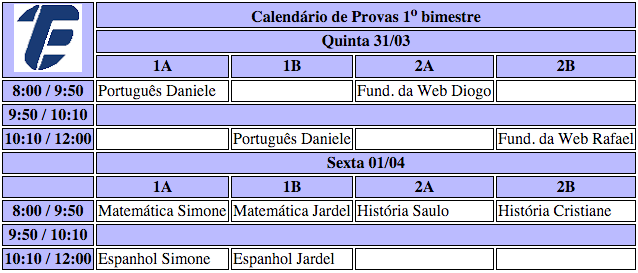 Calendário de Provas 1º bimestre
Quinta 31/03
1A 1B 2A 2B
8:00 / 9:50 Português Daniele Fund. da Web Diogo
9:50 / 10:10
10:10 / 12:00 Português Daniele Fund. da Web Rafael
Sexta 01/04
1A 1B 2A 2B
8:00 / 9:50 Matemática Simone Matemática Jardel História Saulo História Cristiane
9:50 / 10:10
10:10 / 12:00 Espanhol Simone Espanhol Jardel